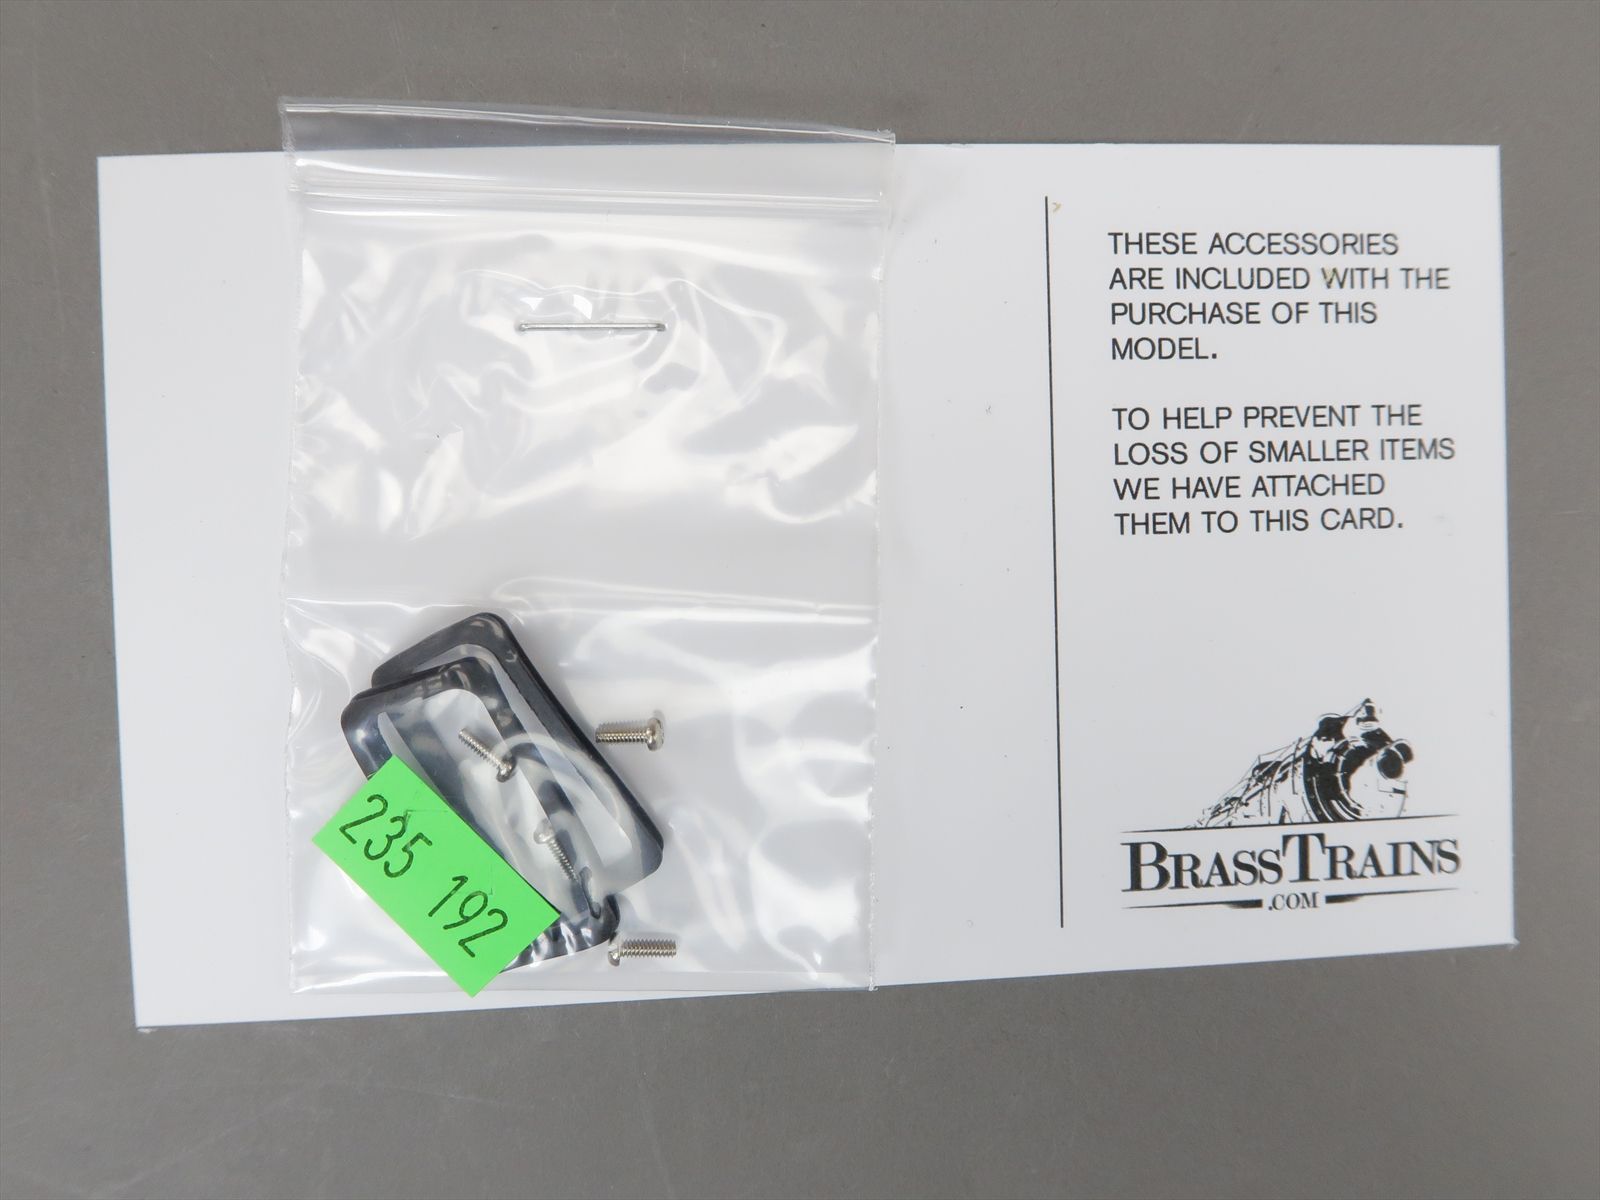 THESE ACCESSORIES
ARE INCLUDED WITH THE
PURCHASE OF THIS
MODEL.
TO HELP PREVENT THE
LOSS OF SMALLER ITEMS
WE HAVE ATTACHED
THEM TO THIS CARD.
BRASSTRAINS
.COM
235 192